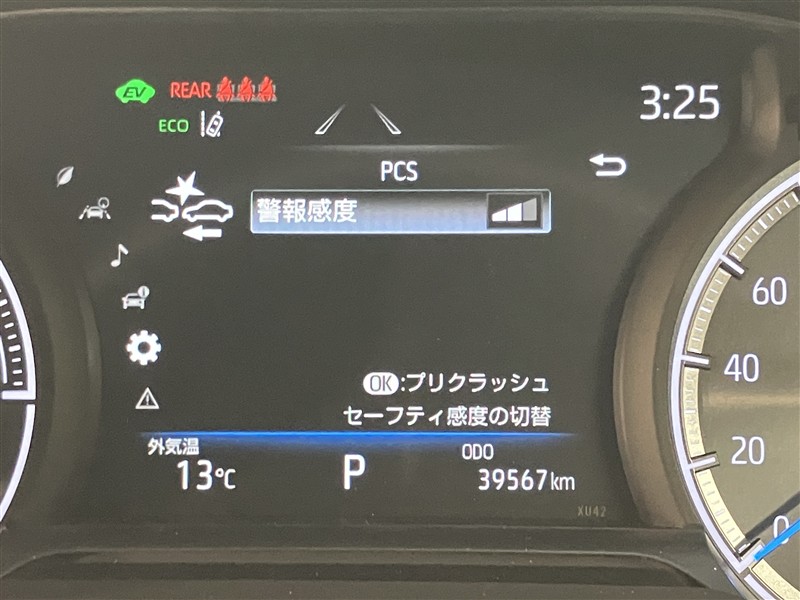 EV REAR
3:25
ECO
PCS
警報感度
OK:プリクラッシュ
セーフティ感度の切替
外気温
13℃
P
ODO
39567km
XU42
60
40
20
0